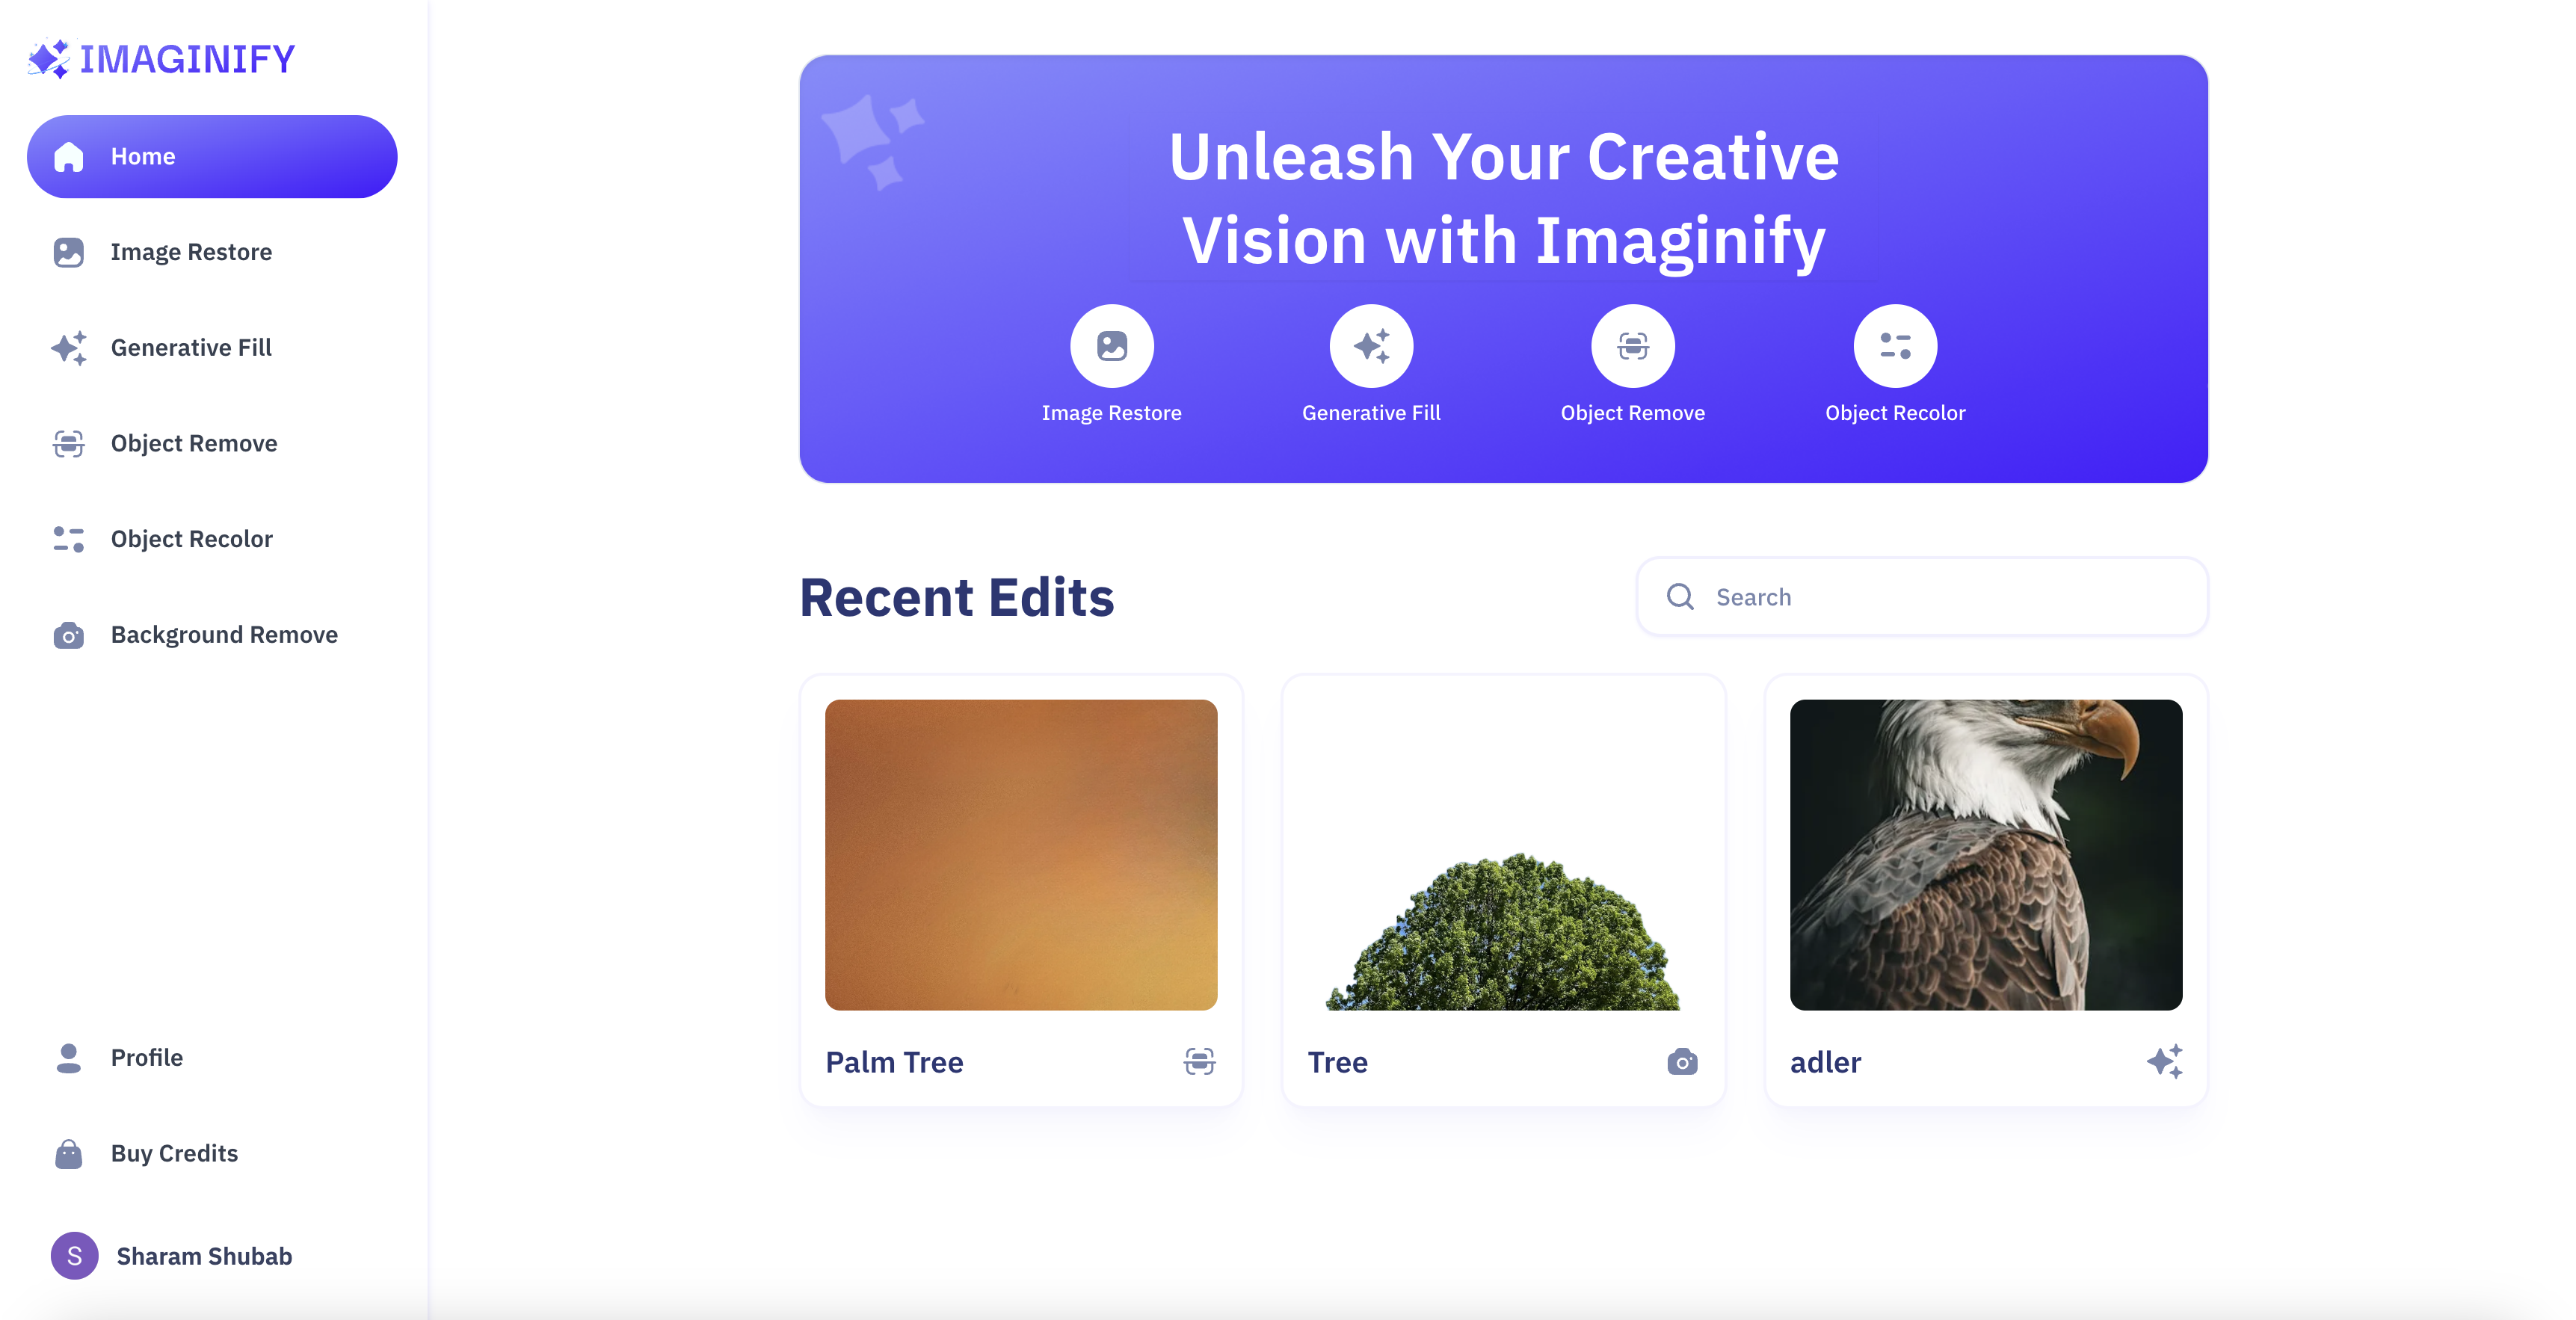 IMAGINIFY
Home
Image Restore
Generative Fill
Object Remove
Object Recolor
Background Remove
Profile
Buy Credits
S
Sharam Shubab
Unleash Your Creative
Vision with Imaginify
Image Restore
Generative Fill
Object Remove
Object Recolor
Recent Edits
Search
Palm Tree
Tree
adler